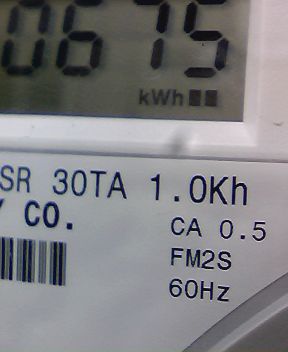 0675
kWh
SR 30TA 1.0Kh
Y CO.
CA 0.5
FM2S
60Hz